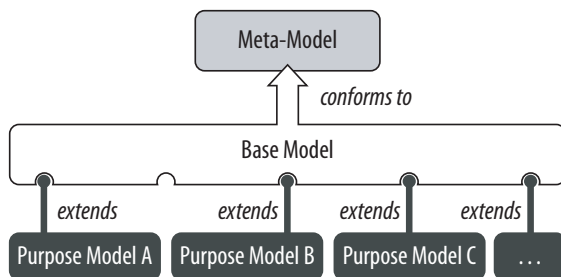 Meta-Model
conforms to
Base Model
extends extends extends extends
Purpose Model A Purpose Model B Purpose Model C ...